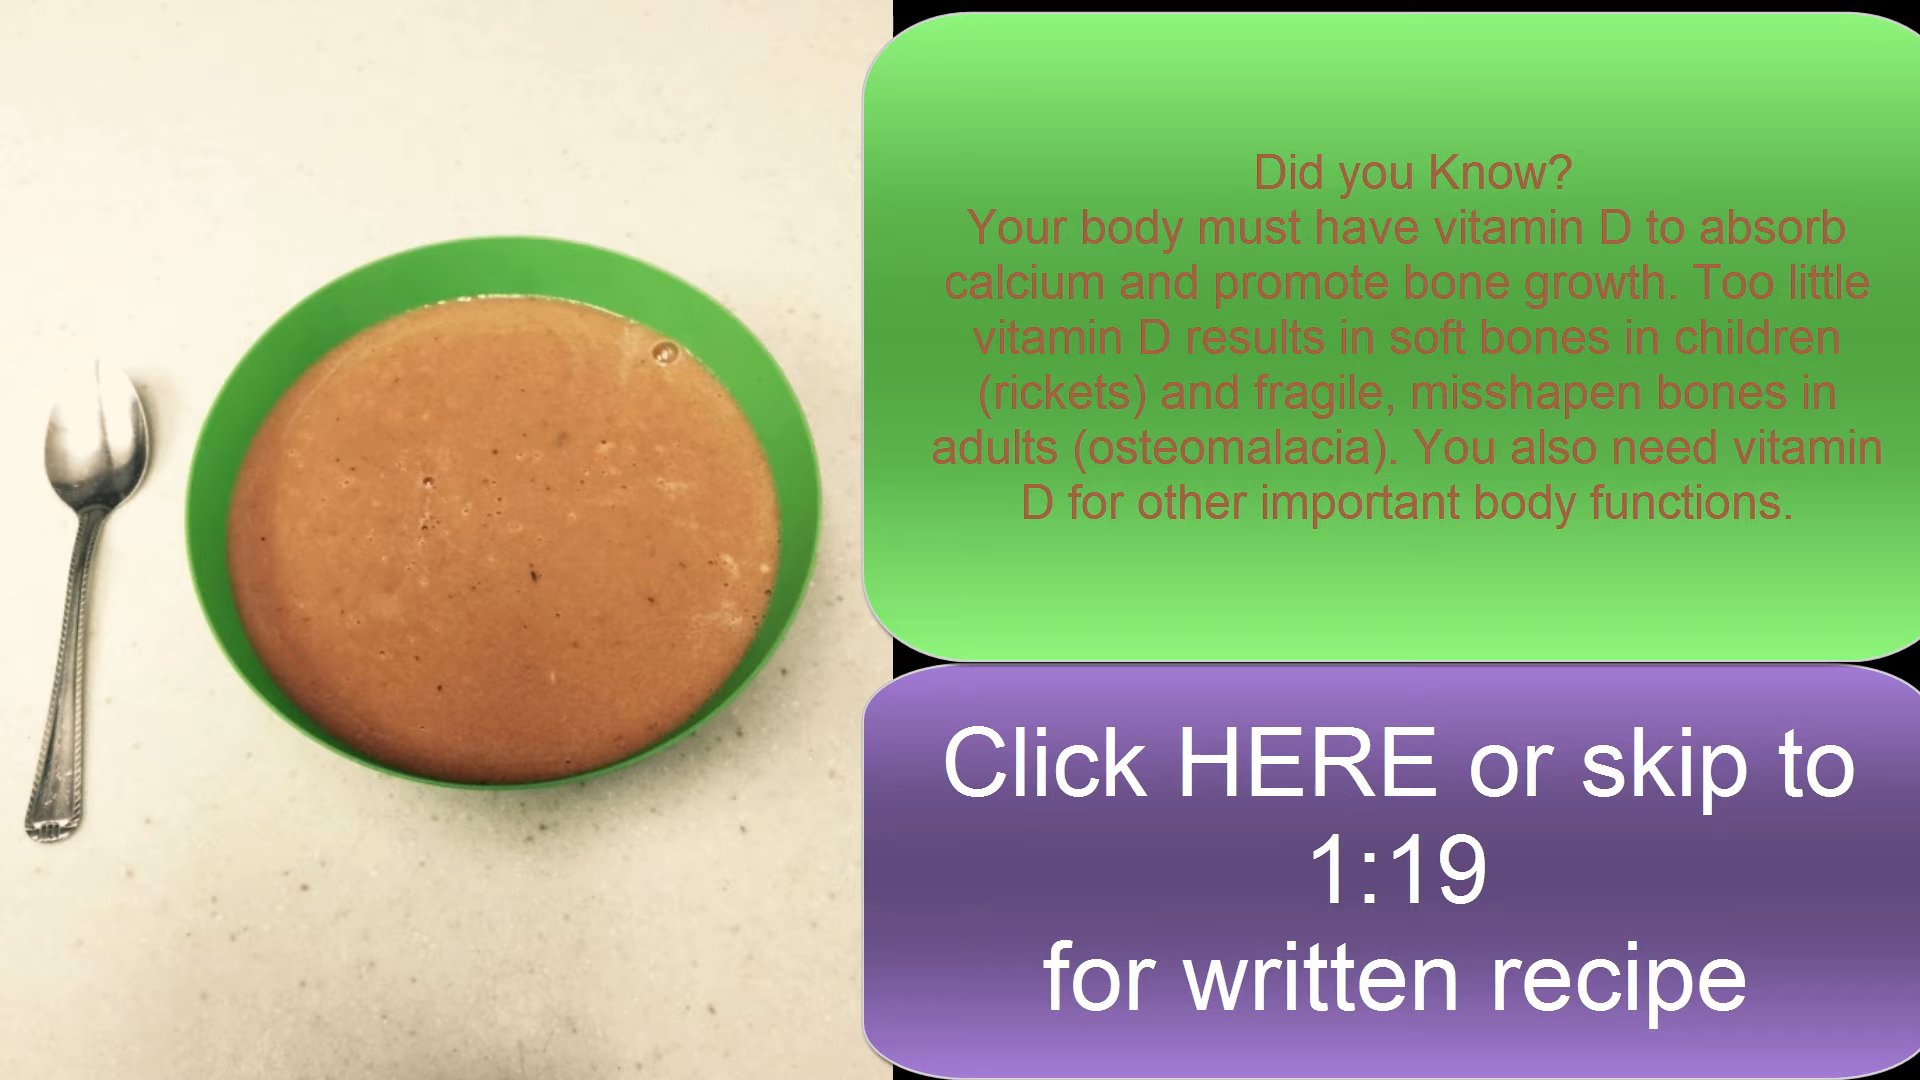 Did you Know?
Your body must have vitamin D to absorb
calcium and promote bone growth. Too little
vitamin D results in soft bones in children
(rickets) and fragile, misshapen bones in
adults (osteomalacia). You also need vitamin
D for other important body functions.
Click HERE or skip to
1:19
for written recipe